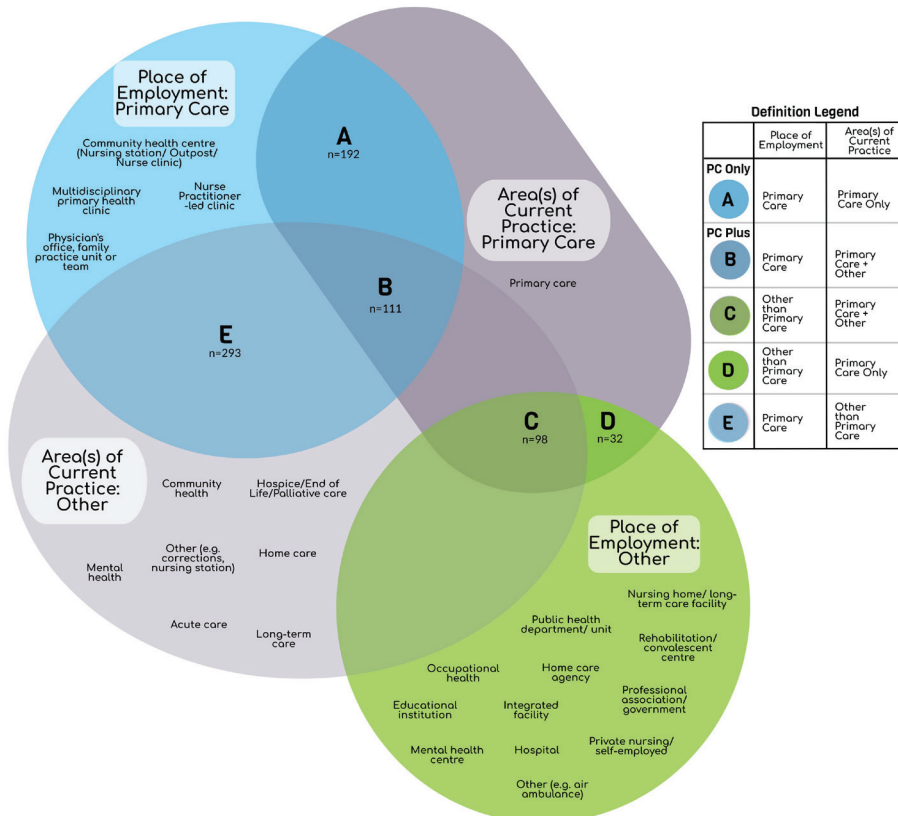 Place of
Employment:
Primary Care
Community health centre
(Nursing station/ Outpost/
Nurse clinic)
Multidisciplinary
primary health
clinic
Nurse
Practitioner
-led clinic
Physician's
office, family
practice unit or
team
A
n=192
Area(s) of
Current
Practice:
Primary Care
Primary care
B
n=111
E
n=293
C
n=98
D
n=32
Area(s) of
Current
Practice:
Other
Community
health
Hospice/End of
Life/Palliative care
Other (e.g.
corrections,
nursing station)
Home care
Mental
health
Acute care
Long-term
care
Place of
Employment:
Other
Nursing home/ long-
term care facility
Public health
department/ unit
Rehabilitation/
convalescent
centre
Occupational
health
Home care
agency
Professional
association/
government
Educational
institution
Integrated
facility
Mental health
centre
Hospital
Private nursing/
self-employed
Other (e.g. air
ambulance)
Definition Legend
Place of
Employment
Area(s) of
Current
Practice
PC Only
A
Primary
Care
Primary
Care Only
PC Plus
B
Primary
Care
Primary
Care +
Other
C
Other
than
Primary
Care
Primary
Care +
Other
D
Other
than
Primary
Care
Primary
Care Only
E
Primary
Care
Other
than
Primary
Care